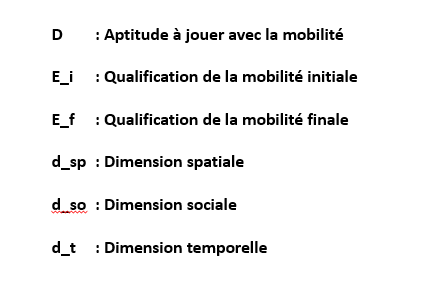 D : Aptitude à jouer avec la mobilité
E_i : Qualification de la mobilité initiale
E_f : Qualification de la mobilité finale
d_sp : Dimension spatiale
d_so : Dimension sociale
d_t : Dimension temporelle